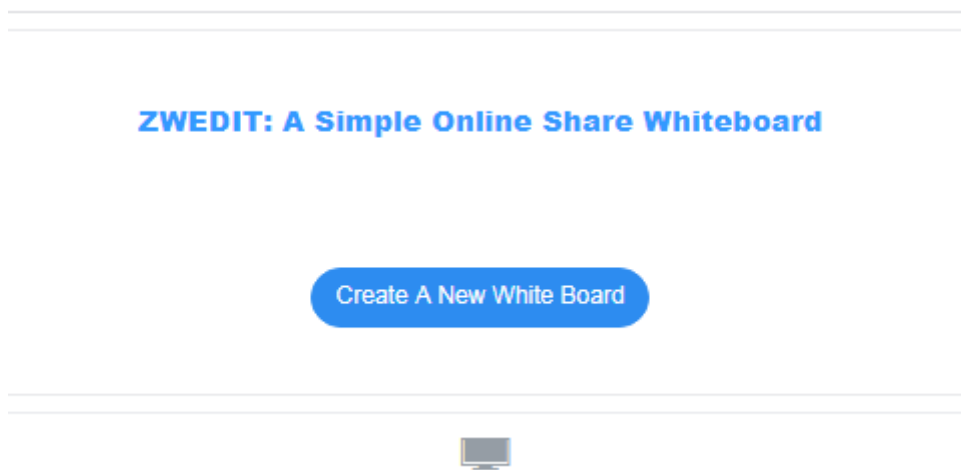 ZWEDIT: A Simple Online Share Whiteboard
Create A New White Board